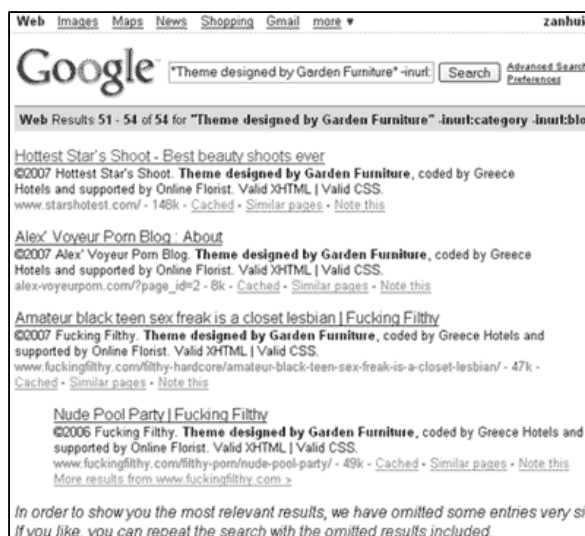 Web Images Maps News Shopping Gmail more ▼ zanhui
Google "Theme designed by Garden Furniture" -inurl: Search Advanced Search
Preferences
Web Results 51 - 54 of 54 for "Theme designed by Garden Furniture" -inurl:category -inurl:blo
Hottest Star's Shoot - Best beauty shoots ever
©2007 Hottest Star's Shoot. Theme designed by Garden Furniture, coded by Greece
Hotels and supported by Online Florist. Valid XHTML | Valid CSS.
www.starshotest.com/ - 148k - Cached - Similar pages - Note this
Alex' Voyeur Porn Blog : About
©2007 Alex' Voyeur Porn Blog. Theme designed by Garden Furniture, coded by Greece
Hotels and supported by Online Florist. Valid XHTML | Valid CSS.
alex-voyeurporn.com/?page_id=2 - 8k - Cached - Similar pages - Note this
Amateur black teen sex freak is a closet lesbian | Fucking Filthy
©2007 Fucking Filthy. Theme designed by Garden Furniture, coded by Greece Hotels and
supported by Online Florist. Valid XHTML | Valid CSS.
www.fuckingfilthy.com/filthy-hardcore/amateur-black-teen-sex-freak-is-a-closet-lesbian/ - 47k -
Cached - Similar pages - Note this
Nude Pool Party | Fucking Filthy
©2006 Fucking Filthy. Theme designed by Garden Furniture, coded by Greece Hotels and
supported by Online Florist. Valid XHTML | Valid CSS.
www.fuckingfilthy.com/filthy-porn/nude-pool-party/ - 49k - Cached - Similar pages - Note this
More results from www.fuckingfilthy.com »
In order to show you the most relevant results, we have omitted some entries very si
If you like, you can repeat the search with the omitted results included.